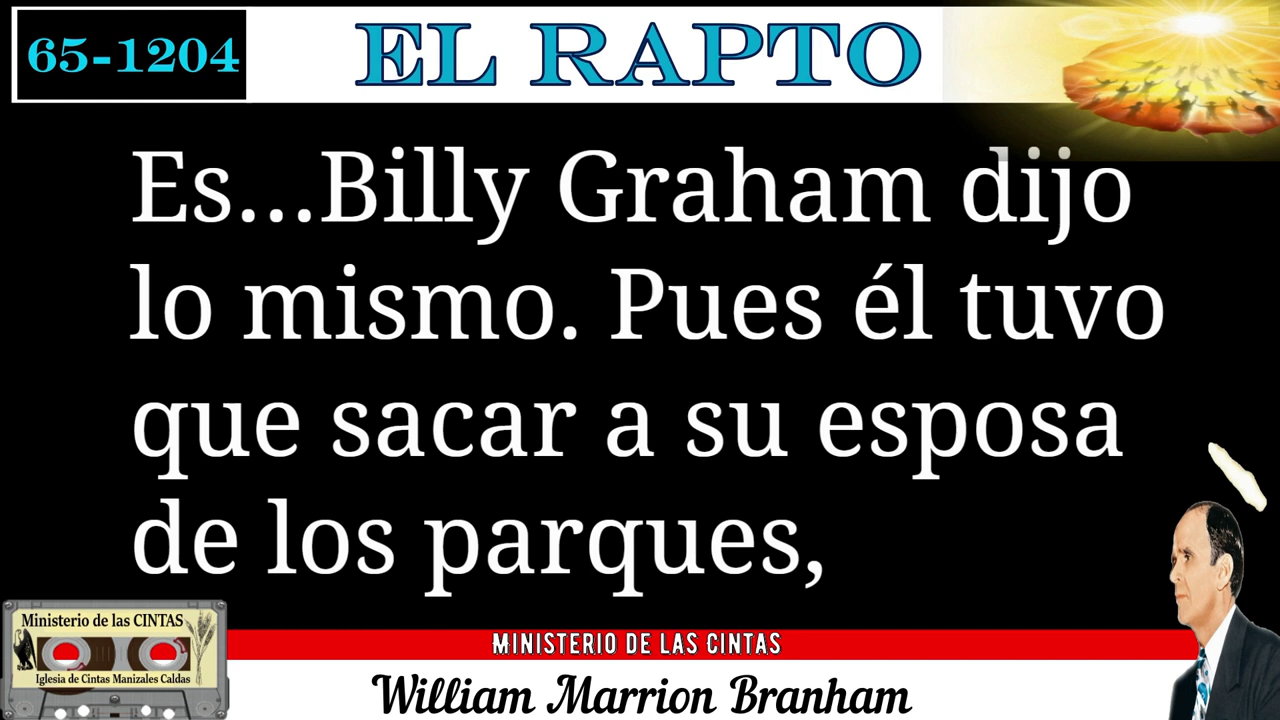 65-1204
EL RAPTO
Es...Billy Graham dijo
lo mismo. Pues él tuvo
que sacar a su esposa
de los parques,
Ministerio de las CINTAS
Iglesia de Cintas Manizales Caldas
MINISTERIO DE LAS CINTAS
William Marrion Branham